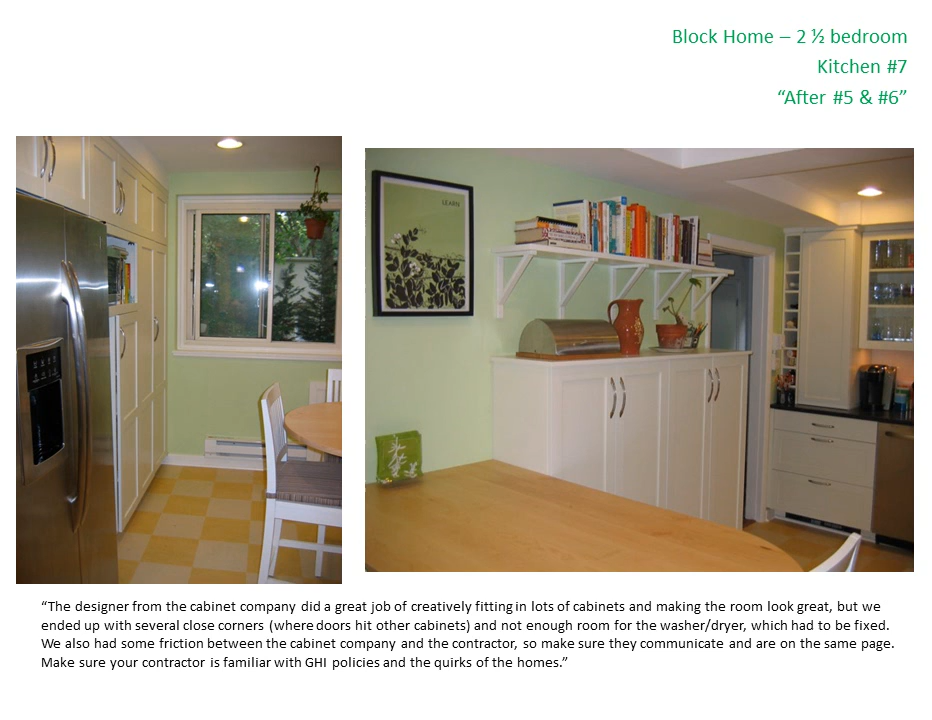 Block Home – 2 ½ bedroom
Kitchen #7
“After #5 & #6”
LEARN
“The designer from the cabinet company did a great job of creatively fitting in lots of cabinets and making the room look great, but we
ended up with several close corners (where doors hit other cabinets) and not enough room for the washer/dryer, which had to be fixed.
We also had some friction between the cabinet company and the contractor, so make sure they communicate and are on the same page.
Make sure your contractor is familiar with GHI policies and the quirks of the homes.”